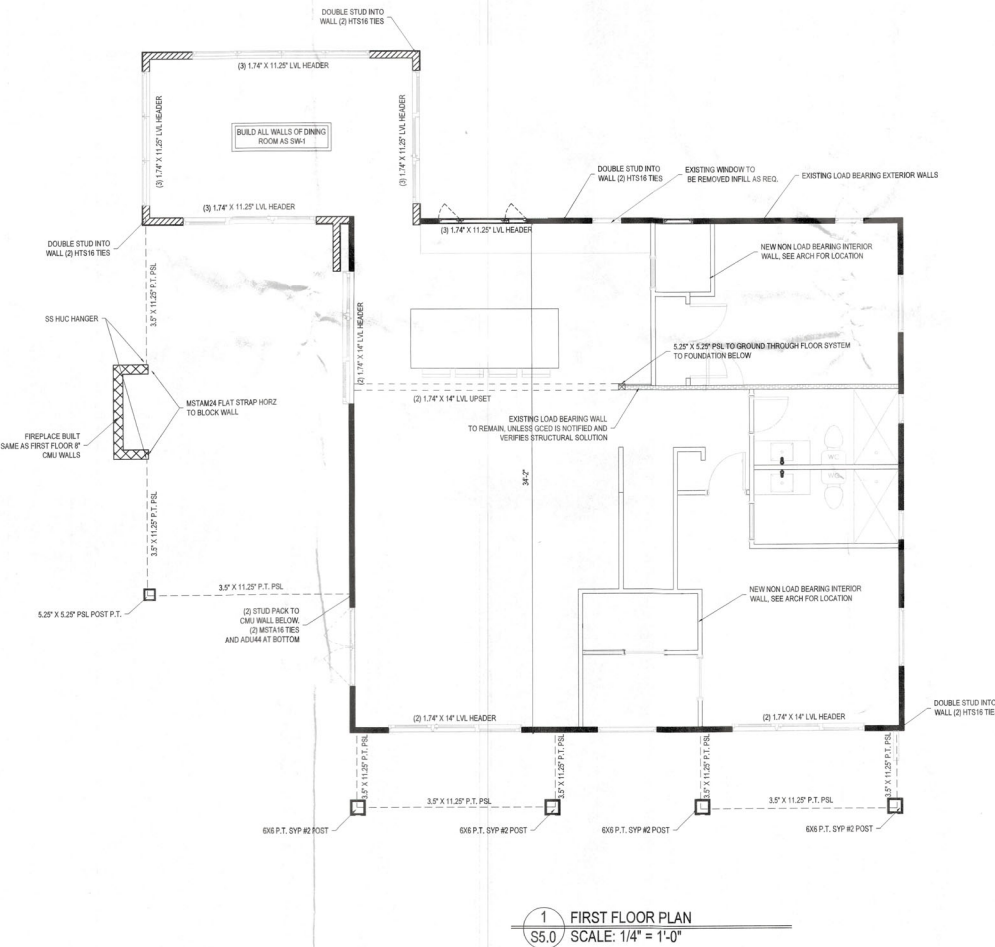 DOUBLE STUD INTO
WALL (2) HTS16 TIES
(3) 1.74" X 11.25" LVL HEADER
(3) 1.74" X 11.25" LVL HEADER
BUILD ALL WALLS OF DINING
ROOM AS SW-1
(3) 1.74" X 11.25" LVL HEADER
(3) 1.74" X 11.25" LVL HEADER
DOUBLE STUD INTO
WALL (2) HTS16 TIES
EXISTING WINDOW TO
BE REMOVED INFILL AS REQ.
EXISTING LOAD BEARING EXTERIOR WALLS
(3) 1.74" X 11.25" LVL HEADER
DOUBLE STUD INTO
WALL (2) HTS16 TIES
NEW NON LOAD BEARING INTERIOR
WALL, SEE ARCH FOR LOCATION
3.5" X 11.25" P.T. PSL
SS HUC HANGER
(2) 1.74" X 14" LVL HEADER
5.25" X 5.25" PSL TO GROUND THROUGH FLOOR SYSTEM
TO FOUNDATION BELOW
MSTAM24 FLAT STRAP HORZ
TO BLOCK WALL
(2) 1.74" X 14" LVL UPSET
EXISTING LOAD BEARING WALL
TO REMAIN, UNLESS GCED IS NOTIFIED AND
VERIFIES STRUCTURAL SOLUTION
FIREPLACE BUILT
SAME AS FIRST FLOOR 8"
CMU WALLS
34'-2"
3.5" X 11.25" P.T. PSL
3.5" X 11.25" P.T. PSL
5.25" X 5.25" PSL POST P.T.
(2) STUD PACK TO
CMU WALL BELOW,
(2) MSTA16 TIES
AND ADU44 AT BOTTOM
NEW NON LOAD BEARING INTERIOR
WALL, SEE ARCH FOR LOCATION
DOUBLE STUD INTO
WALL (2) HTS16 TIE
(2) 1.74" X 14" LVL HEADER
(2) 1.74" X 14" LVL HEADER
3.5" X 11.25" P.T. PSL
3.5" X 11.25" P.T. PSL
3.5" X 11.25" P.T. PSL
3.5" X 11.25" P.T. PSL
3.5" X 11.25" P.T. PSL
3.5" X 11.25" P.T. PSL
6X6 P.T. SYP #2 POST
6X6 P.T. SYP #2 POST
6X6 P.T. SYP #2 POST
6X6 P.T. SYP #2 POST
1
FIRST FLOOR PLAN
S5.0
SCALE: 1/4" = 1'-0"